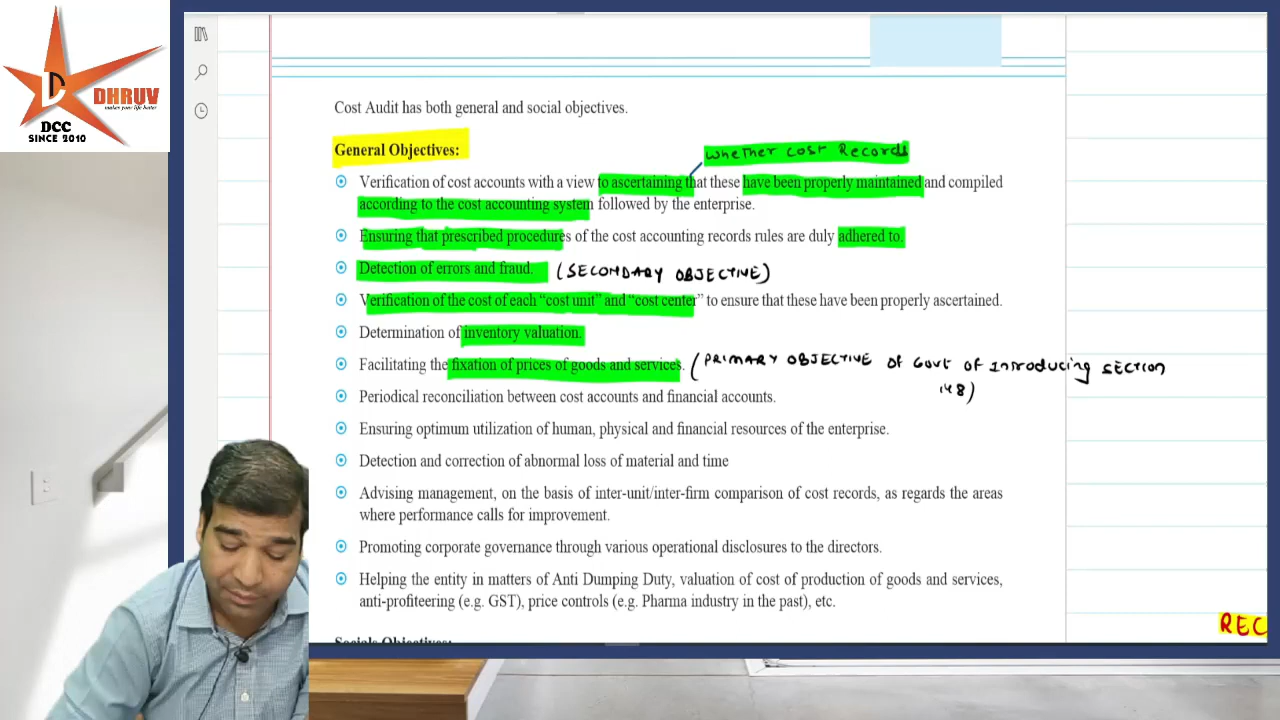 DHRUV
makes your life better
D
DCC
SINCE 2010
Cost Audit has both general and social objectives.
General Objectives:
Whether Cost Records
Verification of cost accounts with a view to ascertaining that these have been properly maintained and compiled
according to the cost accounting system followed by the enterprise.
Ensuring that prescribed procedures of the cost accounting records rules are duly adhered to.
Detection of errors and fraud. (SECONDARY OBJECTIVE)
Verification of the cost of each “cost unit” and “cost center” to ensure that these have been properly ascertained.
Determination of inventory valuation.
Facilitating the fixation of prices of goods and services. (PRIMARY OBJECTIVE OF Govt OF Introducing SECTION
148)
Periodical reconciliation between cost accounts and financial accounts.
Ensuring optimum utilization of human, physical and financial resources of the enterprise.
Detection and correction of abnormal loss of material and time
Advising management, on the basis of inter-unit/inter-firm comparison of cost records, as regards the areas
where performance calls for improvement.
Promoting corporate governance through various operational disclosures to the directors.
Helping the entity in matters of Anti Dumping Duty, valuation of cost of production of goods and services,
anti-profiteering (e.g. GST), price controls (e.g. Pharma industry in the past), etc.
REC
Socials Objectives: